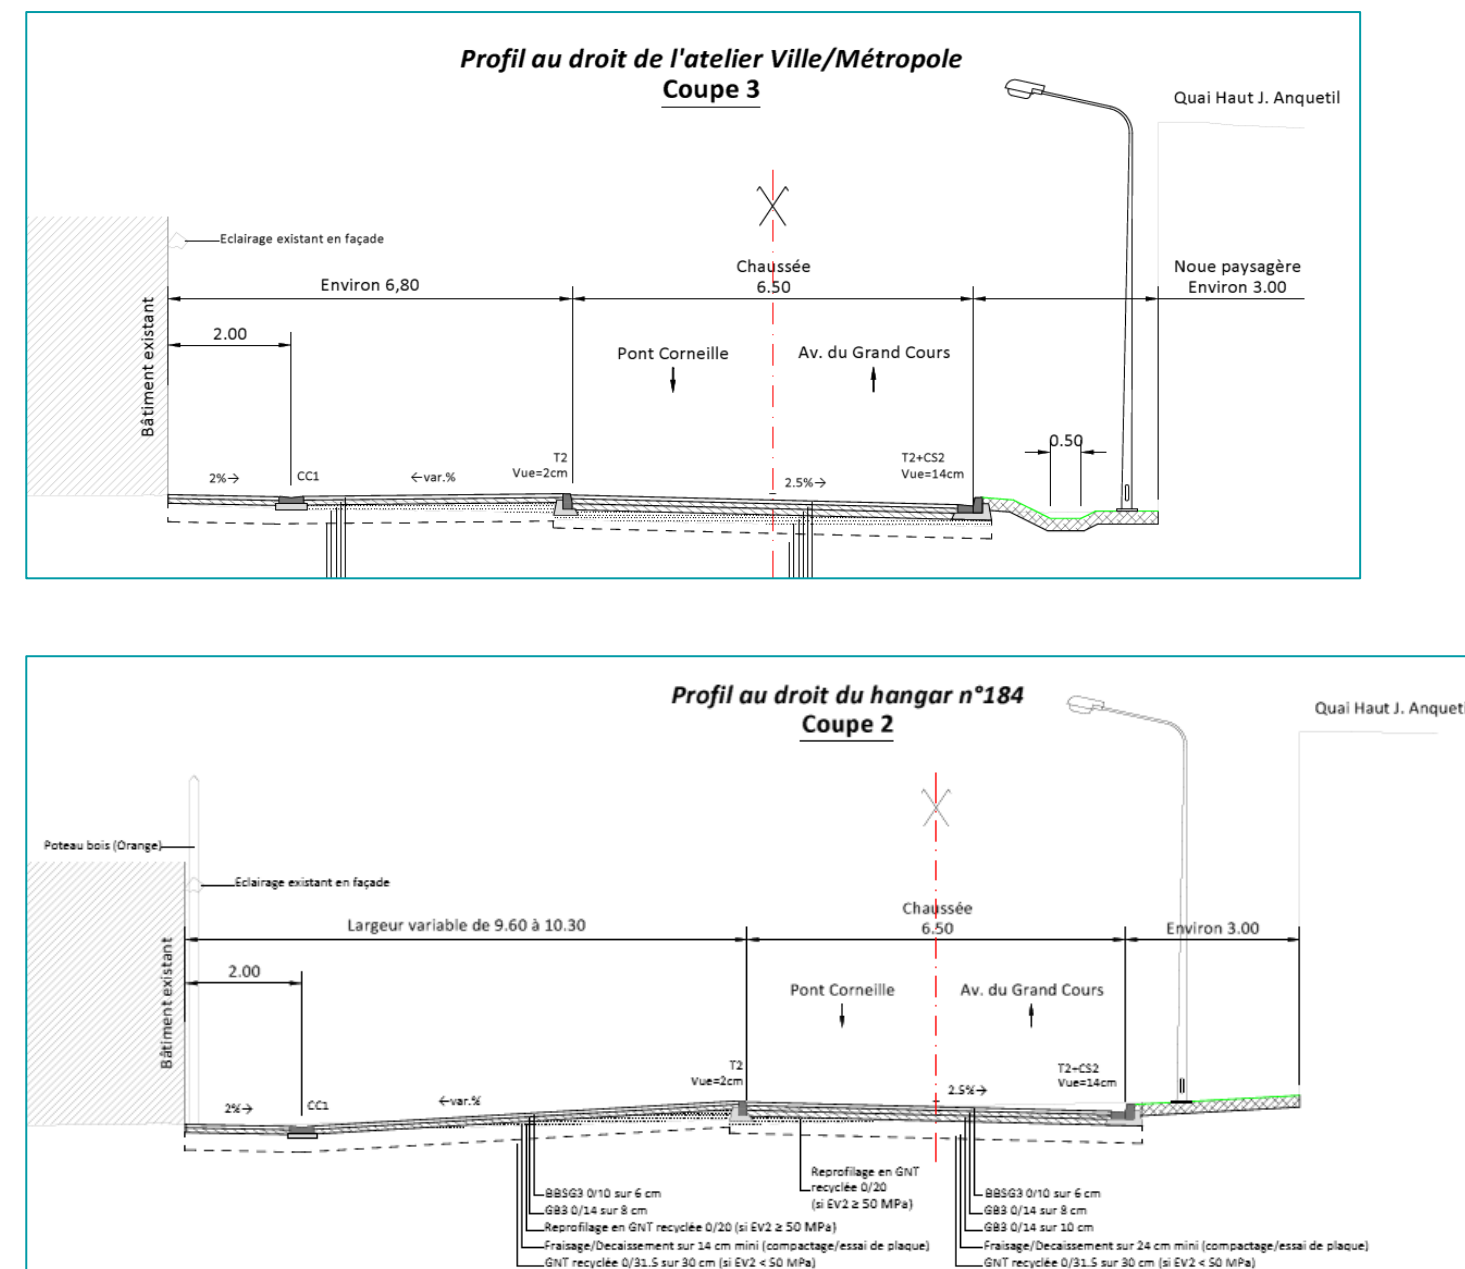 Profil au droit de l'atelier Ville/Métropole
Coupe 3
Quai Haut J. Anquetil
Eclairage existant en façade
Bâtiment existant
Environ 6,80
Chaussée
6.50
Noue paysagère
Environ 3.00
2.00
Pont Corneille
Av. du Grand Cours
0.50
2%→
CC1
←var.%
T2
Vue=2cm
2.5%→
T2+CS2
Vue=14cm
Profil au droit du hangar n°184
Coupe 2
Quai Haut J. Anquet
Poteau bois (Orange)
Eclairage existant en façade
Bâtiment existant
Largeur variable de 9.60 à 10.30
Chaussée
6.50
Environ 3.00
2.00
Pont Corneille
Av. du Grand Cours
2%→
CC1
←var.%
T2
Vue=2cm
2.5%→
T2+CS2
Vue=14cm
BBSG3 0/10 sur 6 cm
GB3 0/14 sur 8 cm
Reprofilage en GNT recyclée 0/20 (si EV2 ≥ 50 MPa)
Fraisage/Decaissement sur 14 cm mini (compactage/essai de plaque)
GNT recyclée 0/31.5 sur 30 cm (si EV2 < 50 MPa)
Reprofilage en GNT
recyclée 0/20
(si EV2 ≥ 50 MPa)
BBSG3 0/10 sur 6 cm
GB3 0/14 sur 8 cm
GB3 0/14 sur 10 cm
Fraisage/Decaissement sur 24 cm mini (compactage/essai de plaque)
GNT recyclée 0/31.5 sur 30 cm (si EV2 < 50 MPa)